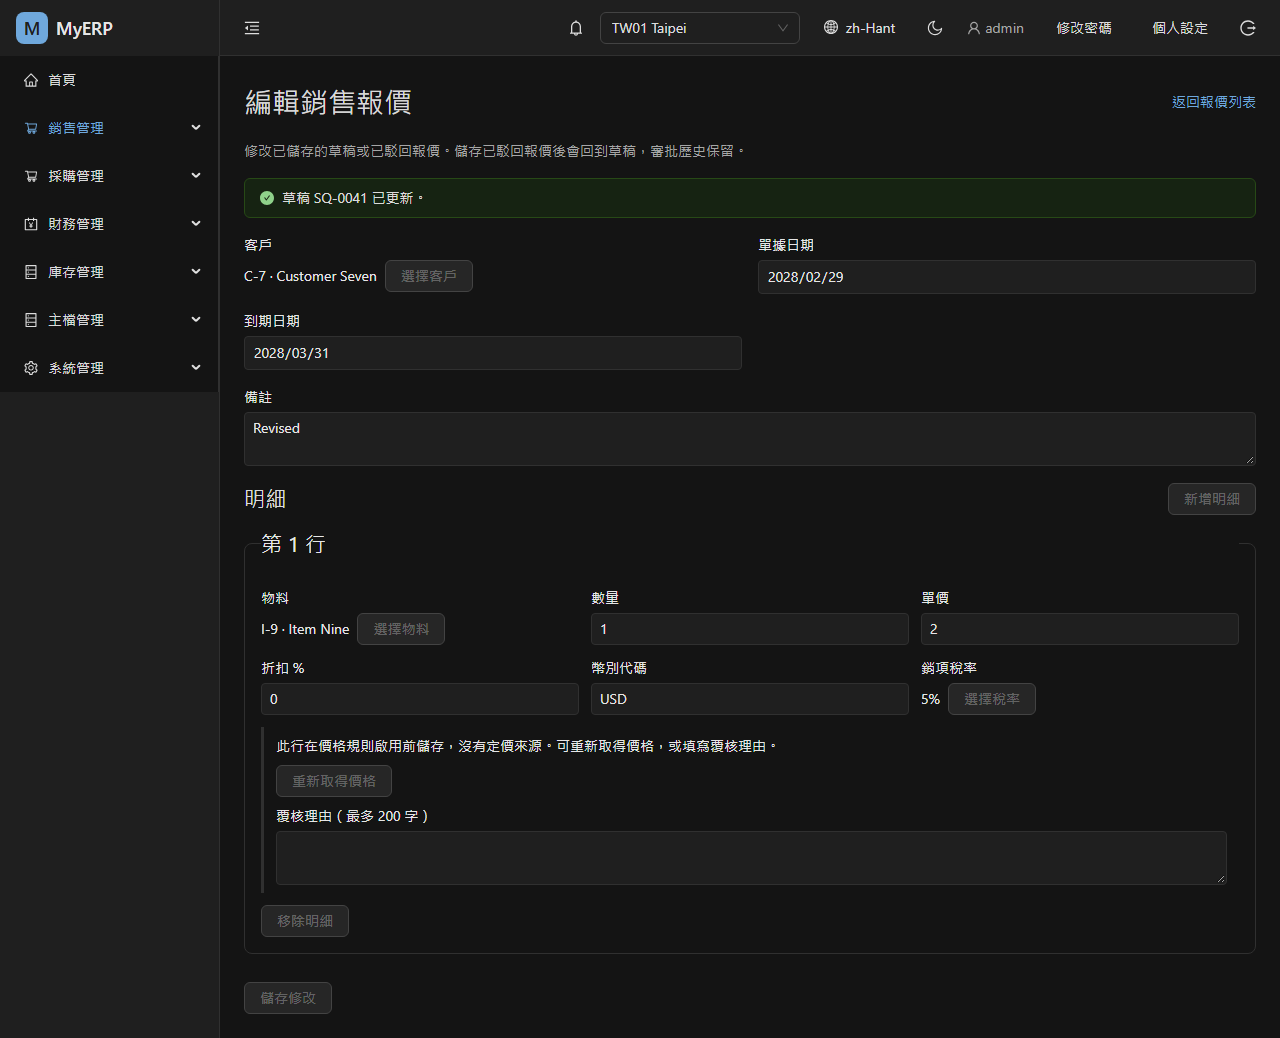 M MyERP
TW01 Taipei
zh-Hant
admin
修改密碼
個人設定
首頁
銷售管理
採購管理
財務管理
庫存管理
主檔管理
系統管理
編輯銷售報價
返回報價列表
修改已儲存的草稿或已駁回報價。儲存已駁回報價後會回到草稿，審批歷史保留。
草稿 SQ-0041 已更新。
客戶
C-7 · Customer Seven
選擇客戶
單據日期
2028/02/29
到期日期
2028/03/31
備註
Revised
明細
新增明細
第 1 行
物料
I-9 · Item Nine
選擇物料
數量
1
單價
2
折扣 %
0
幣別代碼
USD
銷項稅率
5%
選擇稅率
此行在價格規則啟用前儲存，沒有定價來源。可重新取得價格，或填寫覆核理由。
重新取得價格
覆核理由（最多 200 字）
移除明細
儲存修改